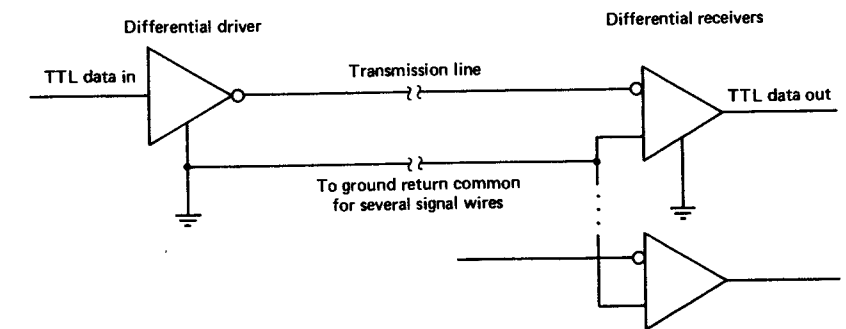 Differential driver
Differential receivers
TTL data in
Transmission line
TTL data out
To ground return common
for several signal wires